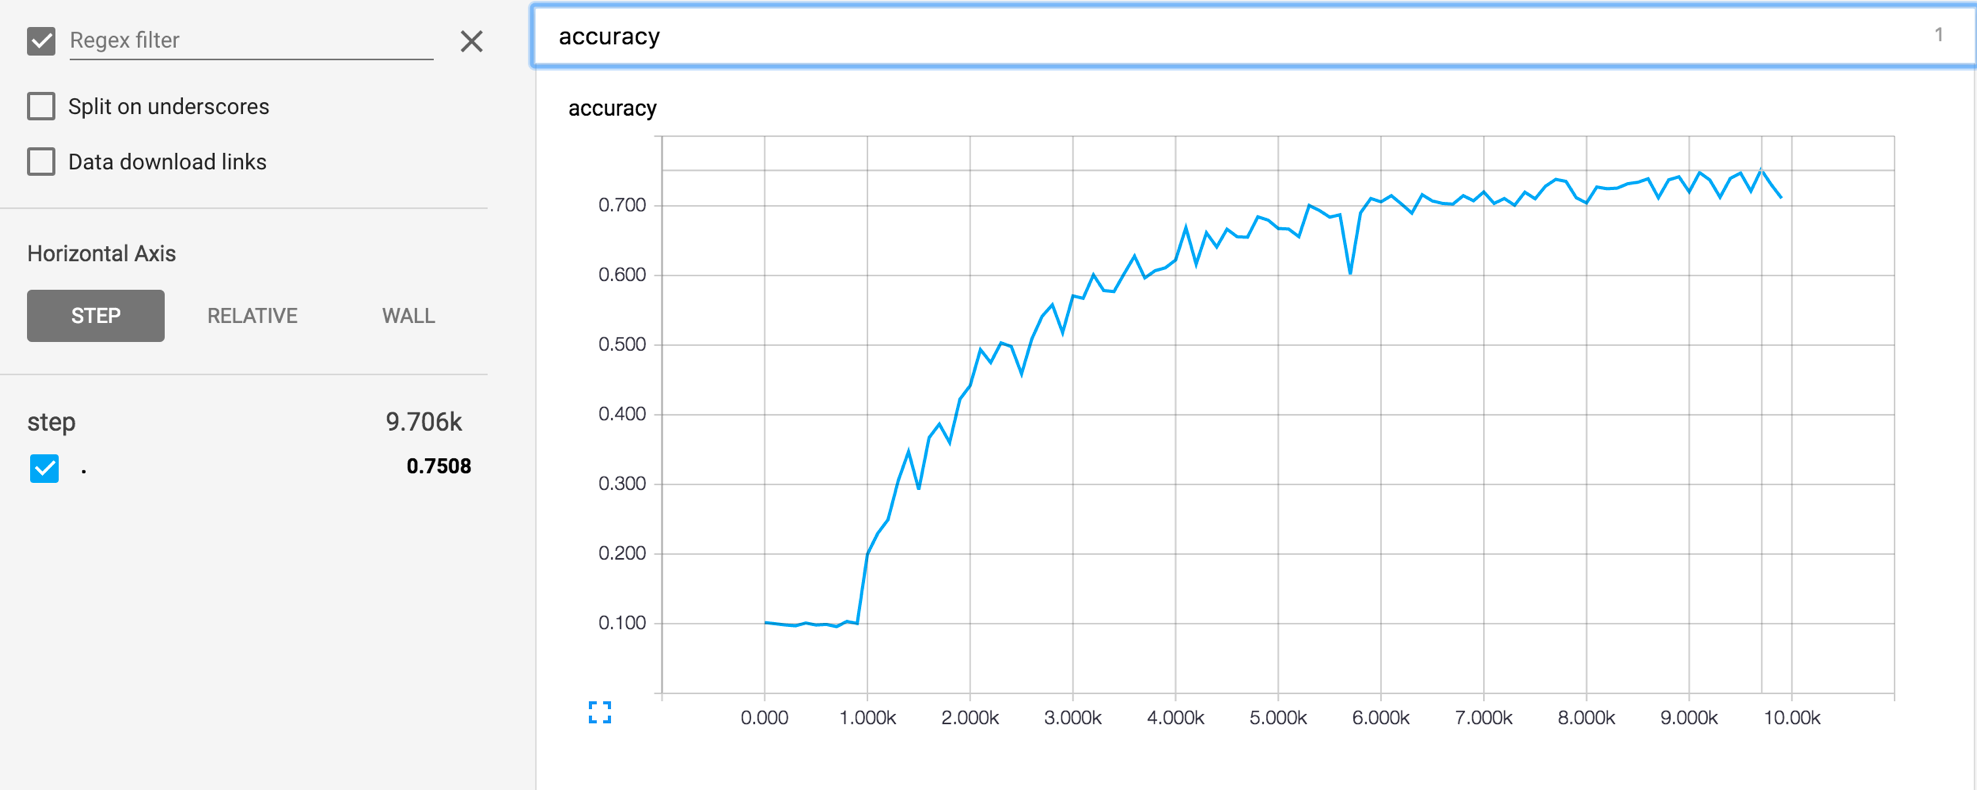 Regex filter
Split on underscores
Data download links
Horizontal Axis
STEP RELATIVE WALL
step 9.706k
. 0.7508
accuracy 1
accuracy
0.700
0.600
0.500
0.400
0.300
0.200
0.100
0.000 1.000k 2.000k 3.000k 4.000k 5.000k 6.000k 7.000k 8.000k 9.000k 10.00k